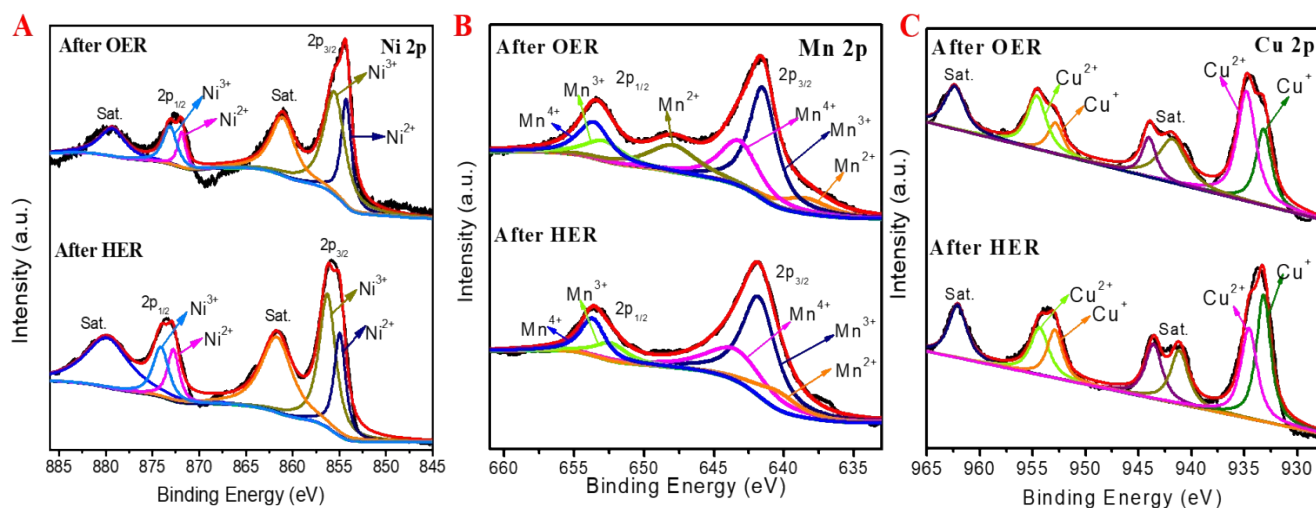 A
After OER
Ni 2p
2p3/2
Ni3+
Ni3+
2p1/2
Ni2+
Sat.
Sat.
Ni2+
After HER
2p3/2
Ni3+
2p1/2
Ni3+
Sat.
Ni2+
Sat.
Ni2+
885 880 875 870 865 860 855 850 845
Binding Energy (eV)
Intensity (a.u.)
B
After OER
Mn 2p
2p1/2
2p3/2
Mn3+
Mn2+
Mn4+
Mn4+
Mn3+
Mn2+
After HER
Mn3+
2p1/2
2p3/2
Mn4+
Mn4+
Mn3+
Mn2+
660 655 650 645 640 635
Binding Energy (eV)
Intensity (a.u.)
C
After OER
Cu 2p
Sat.
Cu2+
Cu2+
Cu+
Cu+
Sat.
After HER
Cu+
Cu2+
Cu2+
Sat.
Cu+
Sat.
965 960 955 950 945 940 935 930
Binding Energy (eV)
Intensity (a.u.)